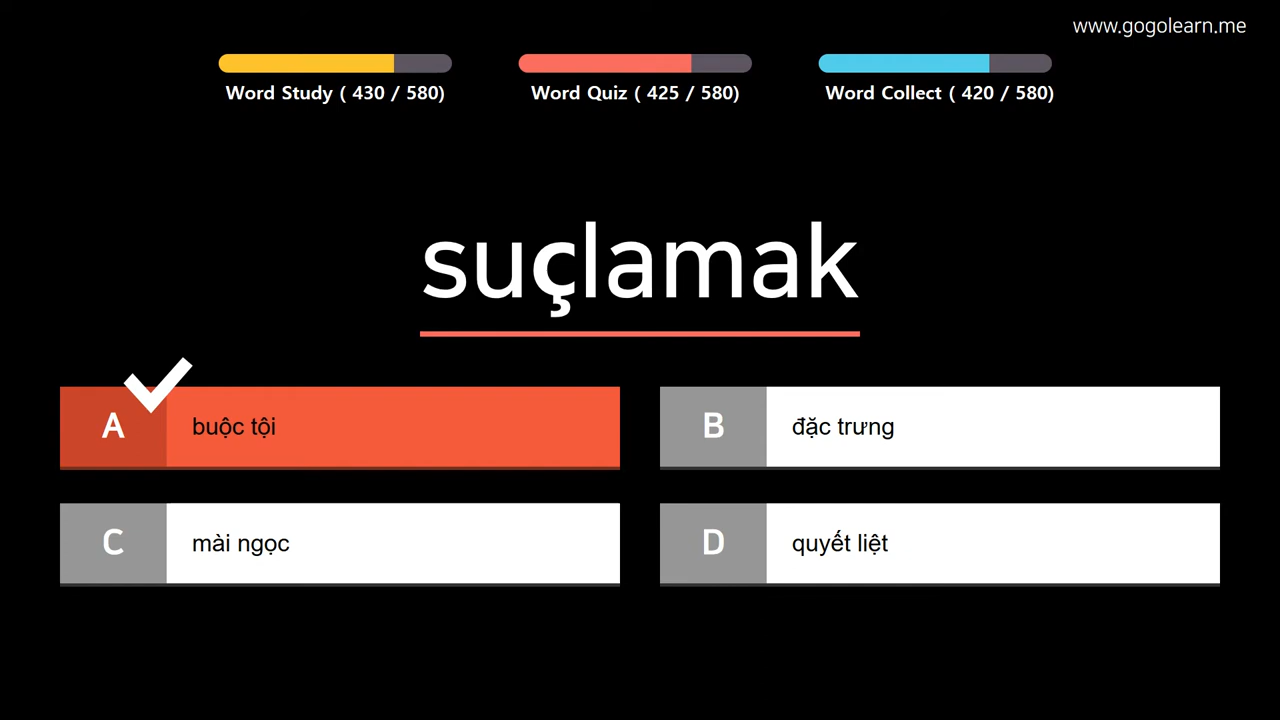 www.gogolearn.me
Word Study ( 430 / 580)
Word Quiz ( 425 / 580)
Word Collect ( 420 / 580)
suçlamak
A buộc tội
B đặc trưng
C mài ngọc
D quyết liệt